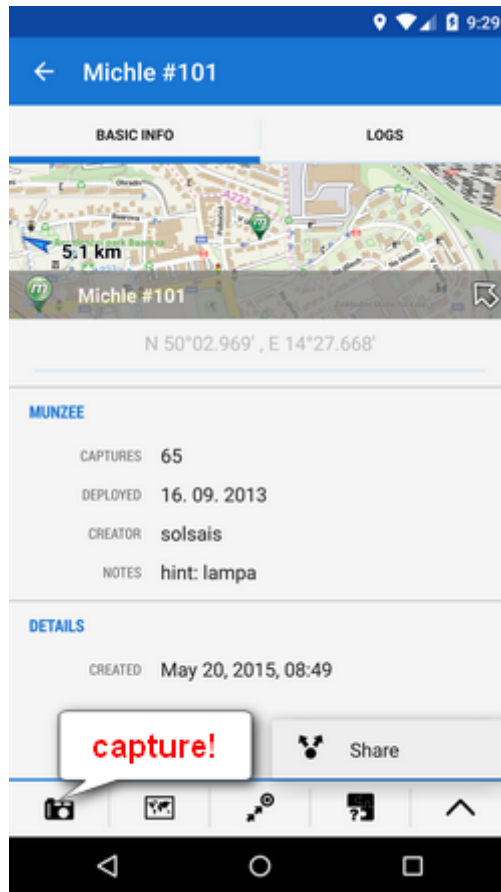 9:29
Michle #101
BASIC INFO
LOGS
A223
5.1 km
Michle #101
N 50°02.969' , E 14°27.668'
MUNZEE
CAPTURES 65
DEPLOYED 16. 09. 2013
CREATOR solsais
NOTES hint: lampa
DETAILS
CREATED May 20, 2015, 08:49
capture!
Share